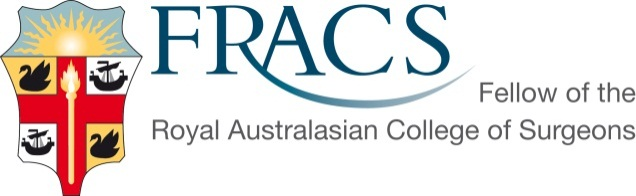 FRACS
Fellow of the
Royal Australasian College of Surgeons